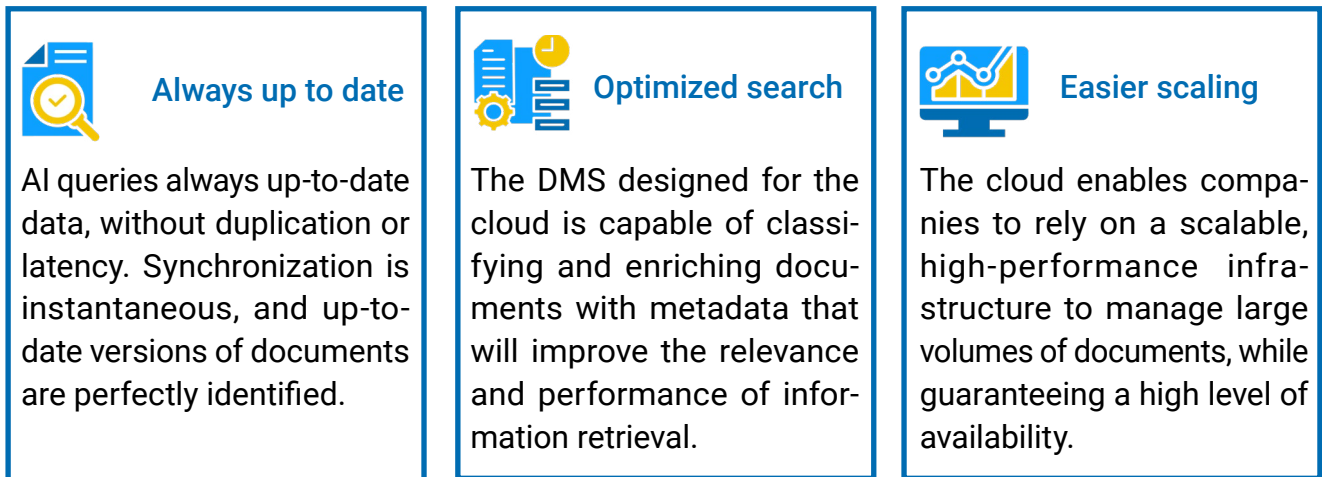 Always up to date
AI queries always up-to-date
data, without duplication or
latency. Synchronization is
instantaneous, and up-to-
date versions of documents
are perfectly identified.
Optimized search
The DMS designed for the
cloud is capable of classi-
fying and enriching docu-
ments with metadata that
will improve the relevance
and performance of infor-
mation retrieval.
Easier scaling
The cloud enables compa-
nies to rely on a scalable,
high-performance infra-
structure to manage large
volumes of documents, while
guaranteeing a high level of
availability.